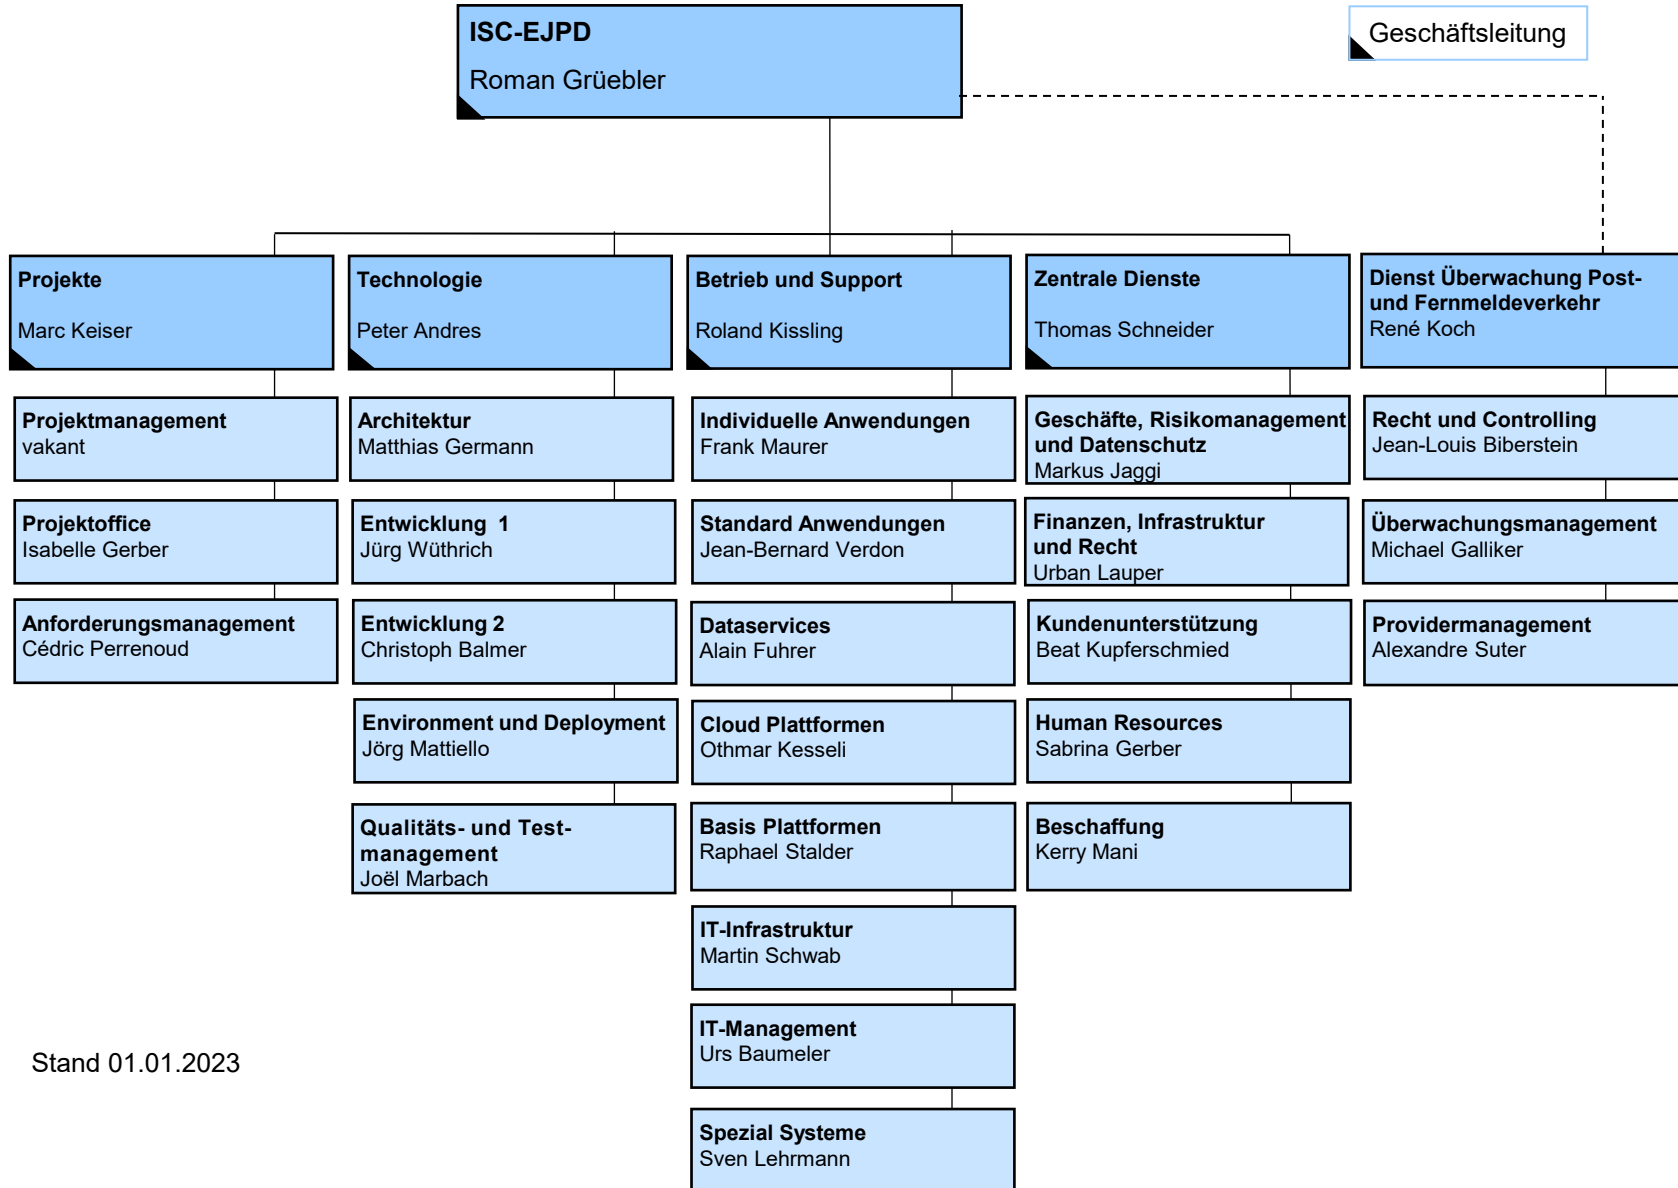 ISC-EJPD
Roman Grüebler
Geschäftsleitung
Projekte
Marc Keiser
Projektmanagement
vakant
Projektoffice
Isabelle Gerber
Anforderungsmanagement
Cédric Perrenoud
Technologie
Peter Andres
Architektur
Matthias Germann
Entwicklung  1
Jürg Wüthrich
Entwicklung 2
Christoph Balmer
Environment und Deployment
Jörg Mattiello
Qualitäts- und Test-
management
Joël Marbach
Betrieb und Support
Roland Kissling
Individuelle Anwendungen
Frank Maurer
Standard Anwendungen
Jean-Bernard Verdon
Dataservices
Alain Fuhrer
Cloud Plattformen
Othmar Kesseli
Basis Plattformen
Raphael Stalder
IT-Infrastruktur
Martin Schwab
IT-Management
Urs Baumeler
Spezial Systeme
Sven Lehrmann
Zentrale Dienste
Thomas Schneider
Geschäfte, Risikomanagement
und Datenschutz
Markus Jaggi
Finanzen, Infrastruktur
und Recht
Urban Lauper
Kundenunterstützung
Beat Kupferschmied
Human Resources
Sabrina Gerber
Beschaffung
Kerry Mani
Dienst Überwachung Post-
und Fernmeldeverkehr
René Koch
Recht und Controlling
Jean-Louis Biberstein
Überwachungsmanagement
Michael Galliker
Providermanagement
Alexandre Suter
Stand 01.01.2023